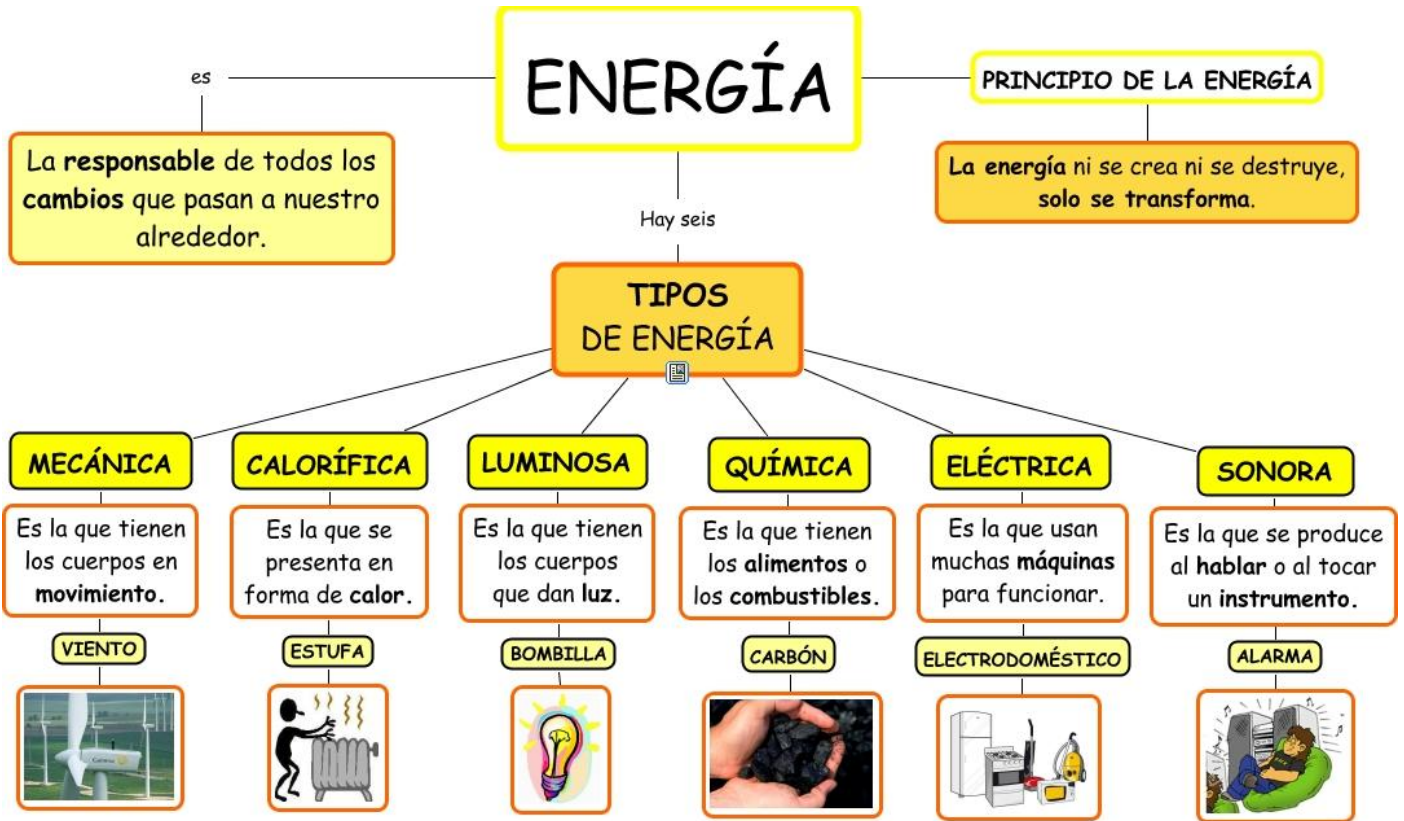 ENERGÍA
es
La responsable de todos los
cambios que pasan a nuestro
alrededor.
PRINCIPIO DE LA ENERGÍA
La energía ni se crea ni se destruye,
solo se transforma.
Hay seis
TIPOS
DE ENERGÍA
MECÁNICA
Es la que tienen
los cuerpos en
movimiento.
VIENTO
CALORÍFICA
Es la que se
presenta en
forma de calor.
ESTUFA
LUMINOSA
Es la que tienen
los cuerpos
que dan luz.
BOMBILLA
QUÍMICA
Es la que tienen
los alimentos o
los combustibles.
CARBÓN
ELÉCTRICA
Es la que usan
muchas máquinas
para funcionar.
ELECTRODOMÉSTICO
SONORA
Es la que se produce
al hablar o al tocar
un instrumento.
ALARMA